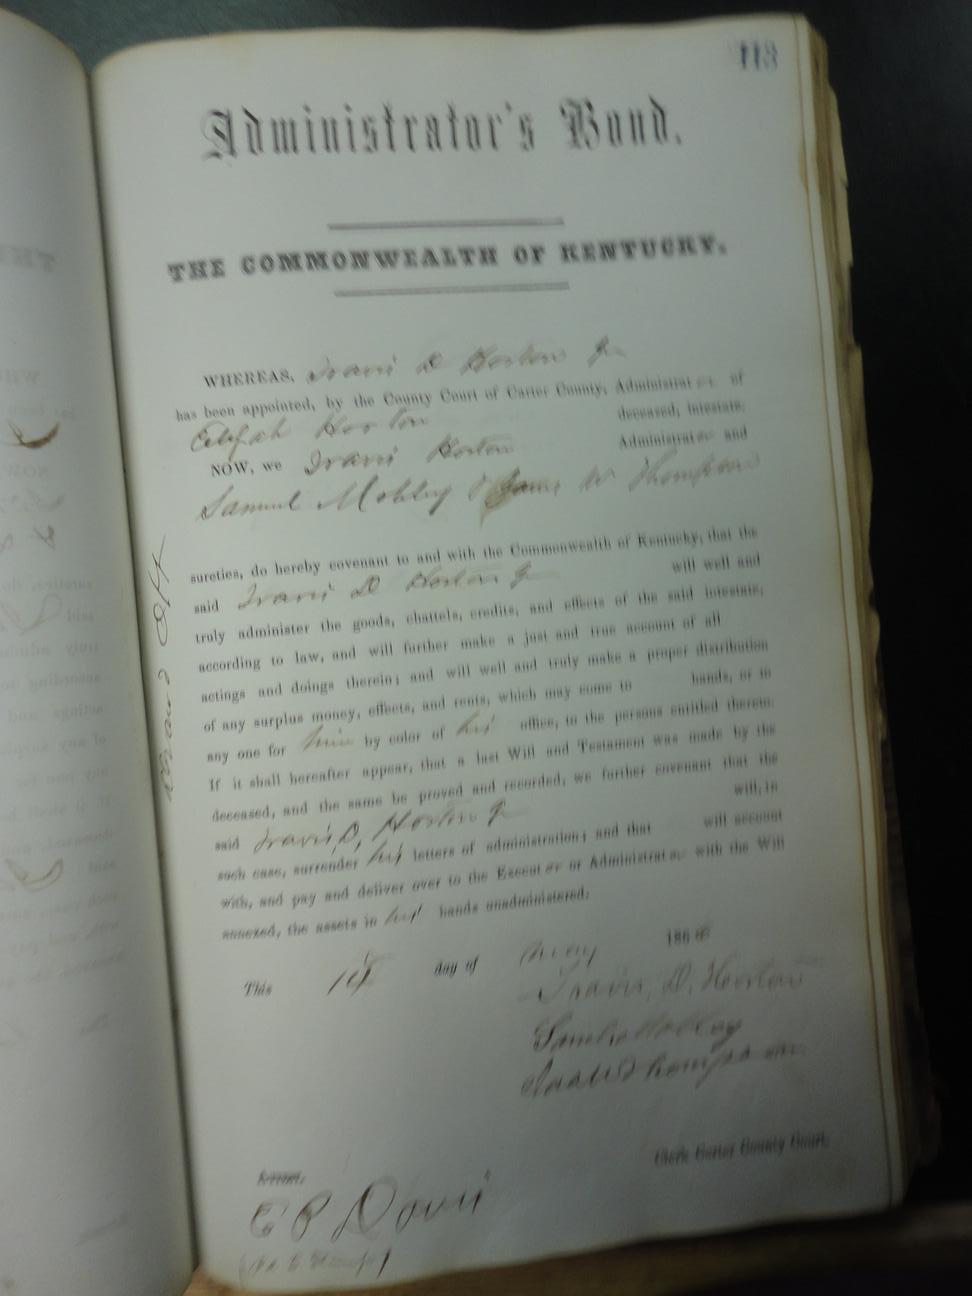 113
Administrator's Bond.
THE COMMONWEALTH OF KENTUCKY.
WHEREAS, Travis D Horton Jr
has been appointed, by the County Court of Carter County, Administrator of
Elijah Horton deceased, intestate.
NOW, we Travis Horton Administrator and
Samuel Mobley & James W Thompson
sureties, do hereby covenant to and with the Commonwealth of Kentucky, that the
said Travis D Horton Jr will well and
truly administer the goods, chattels, credits, and effects of the said intestate,
according to law, and will further make a just and true account of all
actings and doings therein; and will well and truly make a proper distribution
of any surplus money, effects, and rents, which may come to hands, or to
any one for him by color of his office, to the persons entitled thereto.
If it shall hereafter appear, that a last Will and Testament was made by the
deceased, and the same be proved and recorded, we further covenant that the
said Travis D, Horton Jr will, in
such case, surrender his letters of administration; and that will account
with, and pay and deliver over to the Executor or Administrator with the Will
annexed, the assets in his hands unadministered.
This 14 day of May 186
Travis, D. Horton
Mobley
Thompson
Clerk Carter County Court.
E P Davis